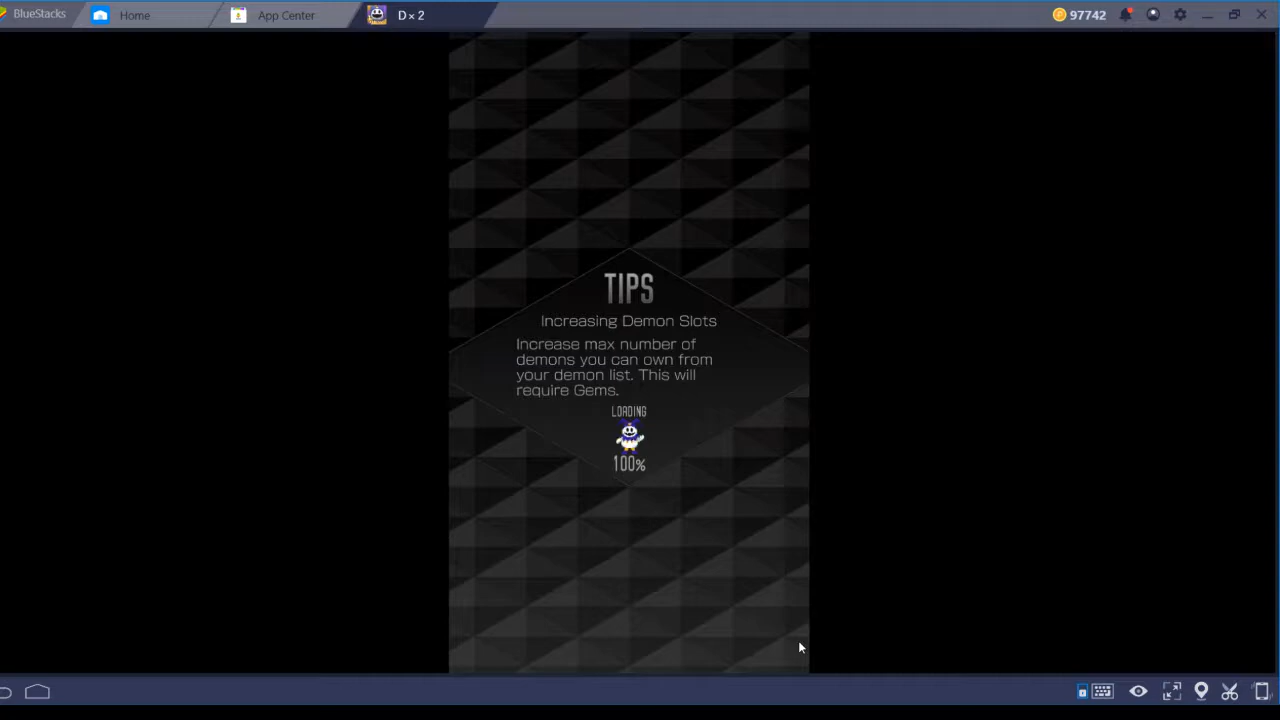 BlueStacks
Home
App Center
D×2
97742
TIPS
Increasing Demon Slots
Increase max number of
demons you can own from
your demon list. This will
require Gems.
LOADING
100%